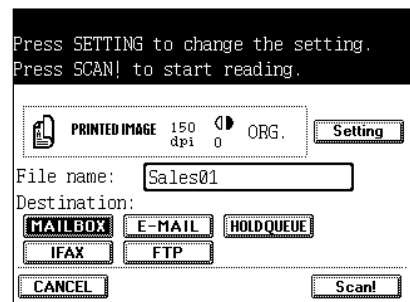 Press SETTING to change the setting.
Press SCAN! to start reading.
PRINTED IMAGE 150 dpi 0 ORG. Setting
File name: Sales01
Destination:
MAILBOX E-MAIL HOLD QUEUE
IFAX FTP
CANCEL Scan!